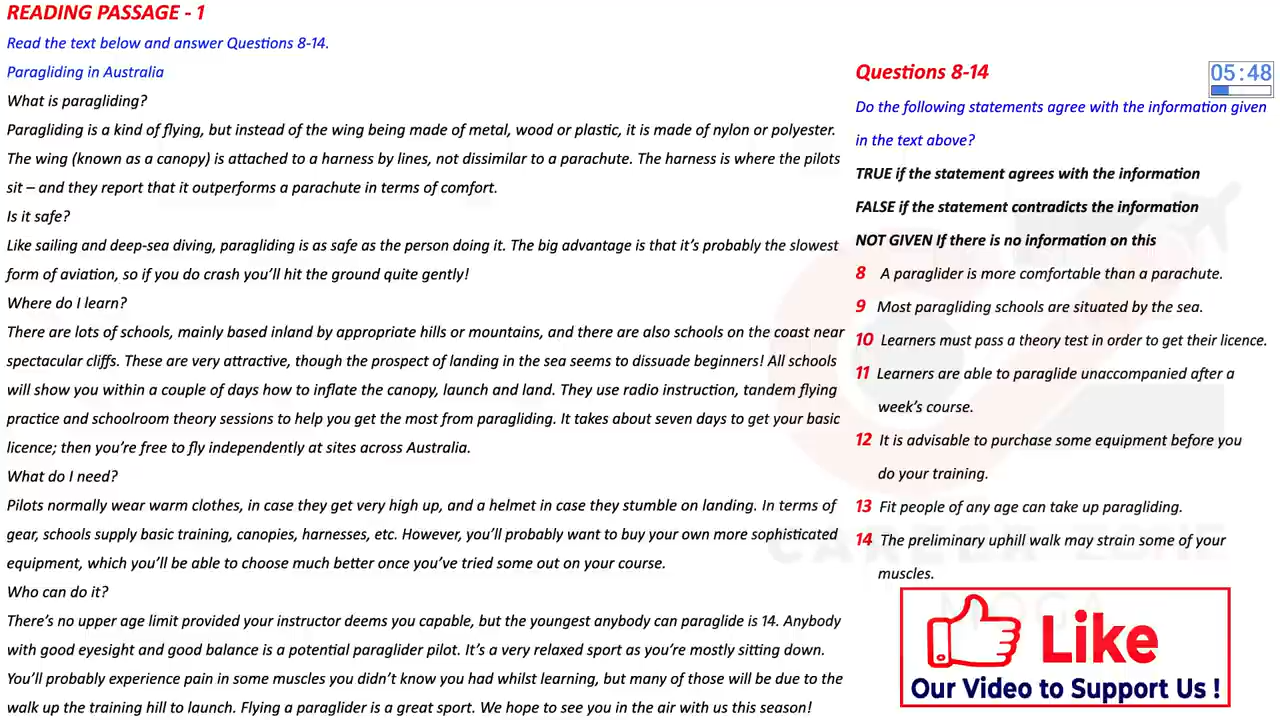 READING PASSAGE - 1
Read the text below and answer Questions 8-14.
Paragliding in Australia
What is paragliding?
Paragliding is a kind of flying, but instead of the wing being made of metal, wood or plastic, it is made of nylon or polyester.
The wing (known as a canopy) is attached to a harness by lines, not dissimilar to a parachute. The harness is where the pilots
sit – and they report that it outperforms a parachute in terms of comfort.
Is it safe?
Like sailing and deep-sea diving, paragliding is as safe as the person doing it. The big advantage is that it's probably the slowest
form of aviation, so if you do crash you'll hit the ground quite gently!
Where do I learn?
There are lots of schools, mainly based inland by appropriate hills or mountains, and there are also schools on the coast near
spectacular cliffs. These are very attractive, though the prospect of landing in the sea seems to dissuade beginners! All schools
will show you within a couple of days how to inflate the canopy, launch and land. They use radio instruction, tandem flying
practice and schoolroom theory sessions to help you get the most from paragliding. It takes about seven days to get your basic
licence; then you're free to fly independently at sites across Australia.
What do I need?
Pilots normally wear warm clothes, in case they get very high up, and a helmet in case they stumble on landing. In terms of
gear, schools supply basic training, canopies, harnesses, etc. However, you'll probably want to buy your own more sophisticated
equipment, which you'll be able to choose much better once you've tried some out on your course.
Who can do it?
There's no upper age limit provided your instructor deems you capable, but the youngest anybody can paraglide is 14. Anybody
with good eyesight and good balance is a potential paraglider pilot. It's a very relaxed sport as you're mostly sitting down.
You'll probably experience pain in some muscles you didn't know you had whilst learning, but many of those will be due to the
walk up the training hill to launch. Flying a paraglider is a great sport. We hope to see you in the air with us this season!
Questions 8-14
05:48
Do the following statements agree with the information given
in the text above?
TRUE if the statement agrees with the information
FALSE if the statement contradicts the information
NOT GIVEN If there is no information on this
8 A paraglider is more comfortable than a parachute.
9 Most paragliding schools are situated by the sea.
10 Learners must pass a theory test in order to get their licence.
11 Learners are able to paraglide unaccompanied after a
week's course.
12 It is advisable to purchase some equipment before you
do your training.
13 Fit people of any age can take up paragliding.
14 The preliminary uphill walk may strain some of your
muscles.
CAREER ZONE
MOGA
Like
Our Video to Support Us !